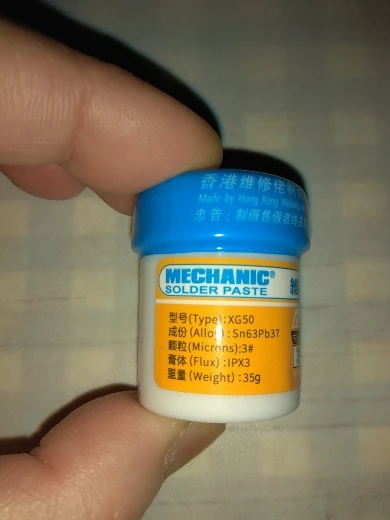 香港维修佬
Made by Hong Kong
忠告：制假售假者
MECHANIC®
SOLDER PASTE
型号(Type):XG50
成份(Alloy):Sn63Pb37
颗粒(Microns):3#
膏体(Flux):IPX3
重量(Weight):35g